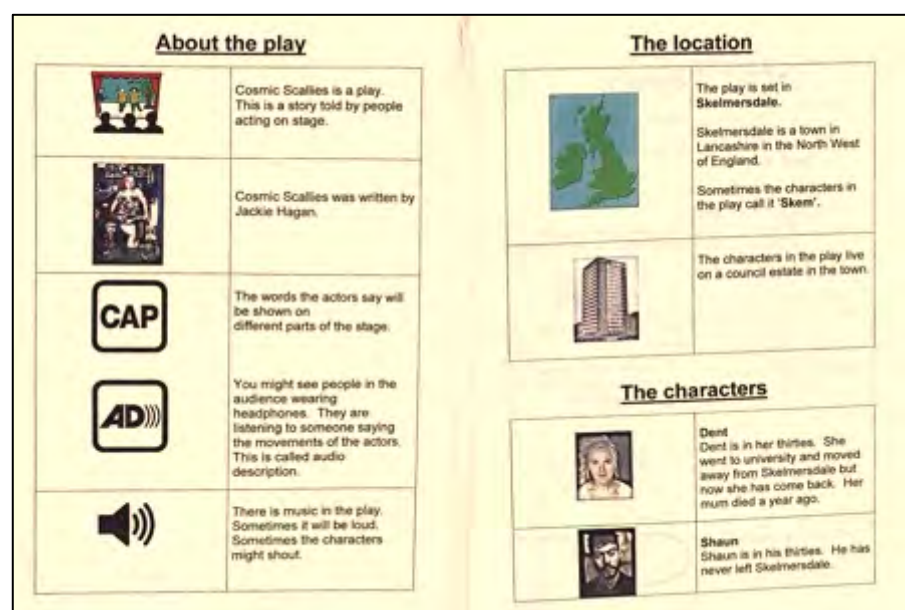 About the play
Cosmic Scallies is a play.
This is a story told by people
acting on stage.
Cosmic Scallies was written by
Jackie Hagan.
CAP
The words the actors say will
be shown on
different parts of the stage.
AD
You might see people in the
audience wearing
headphones. They are
listening to someone saying
the movements of the actors.
This is called audio
description.
There is music in the play.
Sometimes it will be loud.
Sometimes the characters
might shout.
The location
The play is set in
Skelmersdale.
Skelmersdale is a town in
Lancashire in the North West
of England.
Sometimes the characters in
the play call it 'Skem'.
The characters in the play live
on a council estate in the town.
The characters
Dent
Dent is in her thirties. She
went to university and moved
away from Skelmersdale but
now she has come back. Her
mum died a year ago.
Shaun
Shaun is in his thirties. He has
never left Skelmersdale.